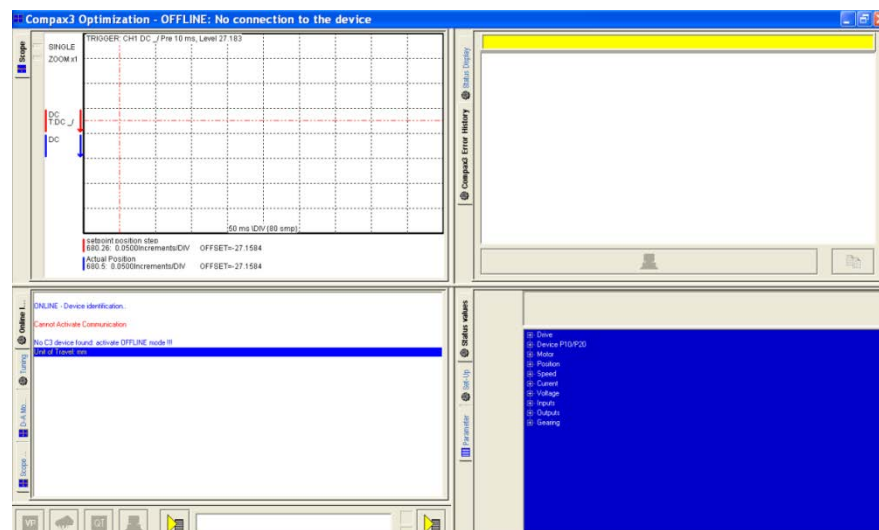 Compax3 Optimization - OFFLINE: No connection to the device
Scope
SINGLE
ZOOM x1
TRIGGER: CH1 DC _/ Pre 10 ms, Level 27.183
DC
T:DC _/
DC
50 ms \DIV (80 smp)
setpoint position step
680.26: 0.0500Increments/DIV OFFSET=-27.1584
Actual Position
680.5: 0.0500Increments/DIV OFFSET=-27.1584
Status Display
Compax3 Error History
Online I...
Tuning
D-A Mo...
Scope ...
ONLINE - Device identification..
Cannot Activate Communication
No C3 device found: activate OFFLINE mode !!!
Unit of Travel: mm
VP
QT
Status values
Set-Up
Parameter
Drive
Device P10/P20
Motor
Position
Speed
Current
Voltage
Inputs
Outputs
Gearing